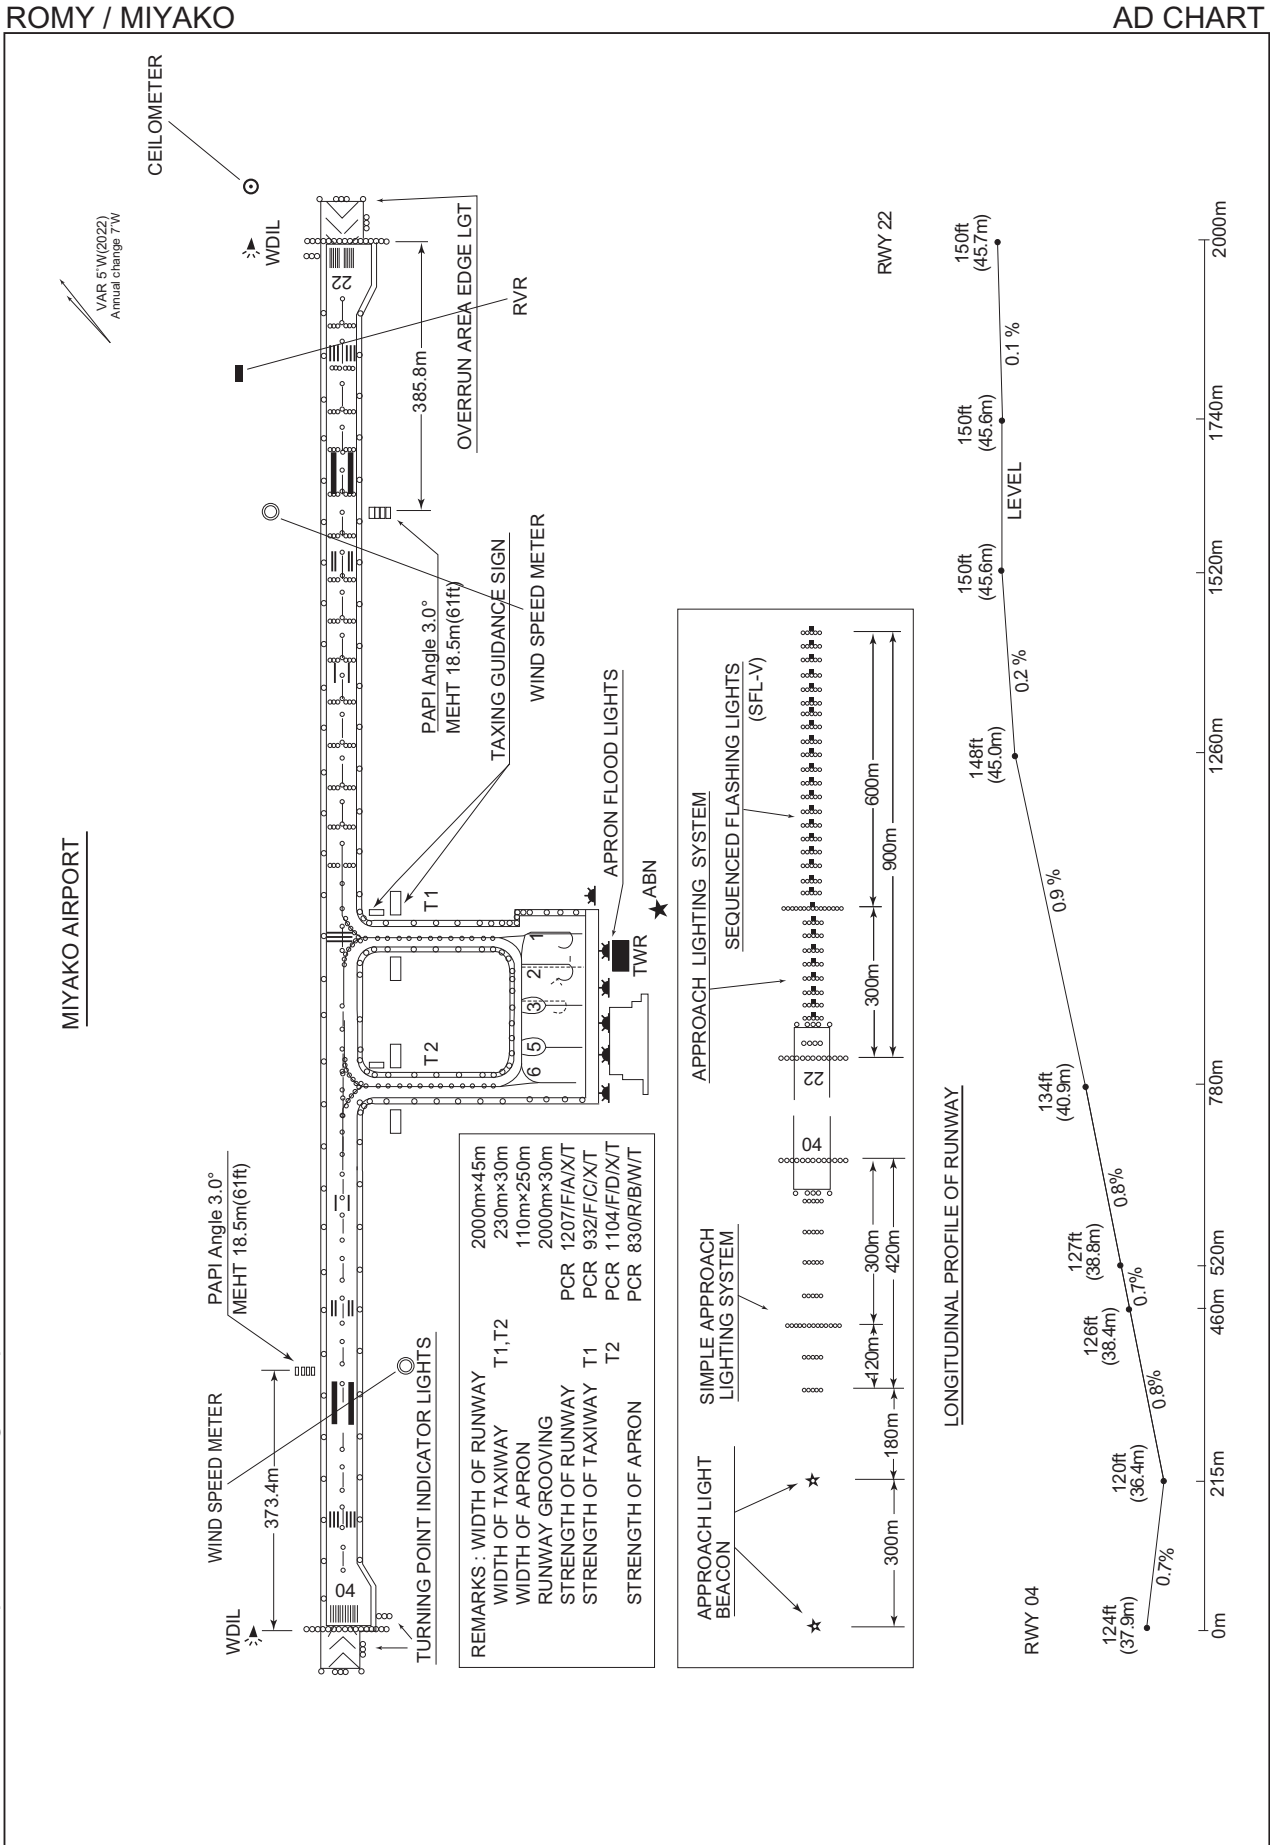 ROMY / MIYAKO
AD CHART
MIYAKO AIRPORT
VAR 5°W(2022)
Annual change 7'W
CEILOMETER
WDIL
RVR
OVERRUN AREA EDGE LGT
385.8m
22
PAPI Angle 3.0°
MEHT 18.5m(61ft)
TAXING GUIDANCE SIGN
WIND SPEED METER
APRON FLOOD LIGHTS
ABN
TWR
T1
T2
1
2
3
5
6
PAPI Angle 3.0°
MEHT 18.5m(61ft)
WIND SPEED METER
373.4m
WDIL
04
TURNING POINT INDICATOR LIGHTS
REMARKS : WIDTH OF RUNWAY 2000m×45m
WIDTH OF TAXIWAY T1,T2 230m×30m
WIDTH OF APRON 110m×250m
RUNWAY GROOVING 2000m×30m
STRENGTH OF RUNWAY PCR 1207/F/A/X/T
STRENGTH OF TAXIWAY T1 PCR 932/F/C/X/T
T2 PCR 1104/F/D/X/T
STRENGTH OF APRON PCR 830/R/B/W/T
APPROACH LIGHT
BEACON
SIMPLE APPROACH
LIGHTING SYSTEM
APPROACH LIGHTING SYSTEM
SEQUENCED FLASHING LIGHTS
(SFL-V)
04
22
300m
180m
120m
300m
420m
300m
600m
900m
LONGITUDINAL PROFILE OF RUNWAY
RWY 04
RWY 22
124ft
(37.9m)
0.7%
120ft
(36.4m)
0.8%
126ft
(38.4m)
0.7%
127ft
(38.8m)
0.8%
134ft
(40.9m)
0.9 %
148ft
(45.0m)
0.2 %
150ft
(45.6m)
LEVEL
150ft
(45.6m)
0.1 %
150ft
(45.7m)
0m
215m
460m
520m
780m
1260m
1520m
1740m
2000m